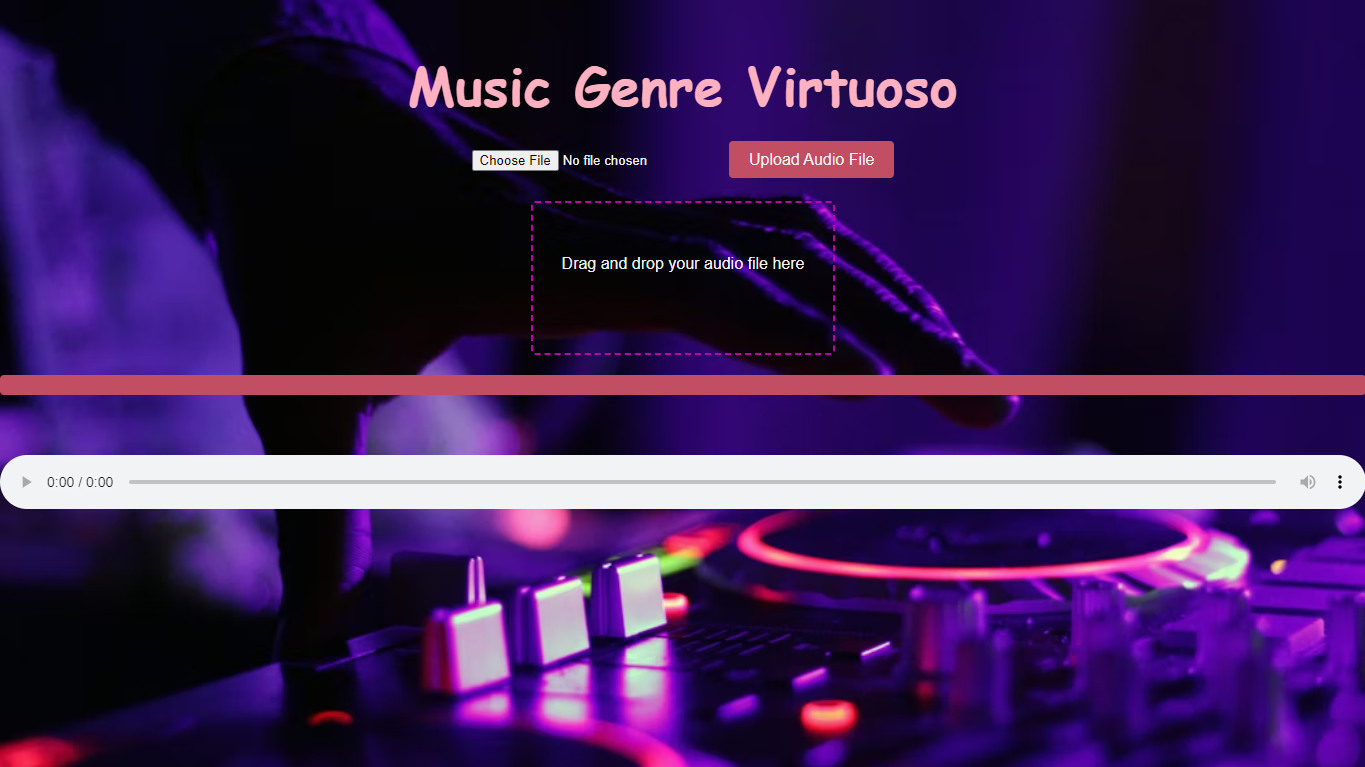 Music Genre Virtuoso
Choose File No file chosen
Upload Audio File
Drag and drop your audio file here
0:00 / 0:00